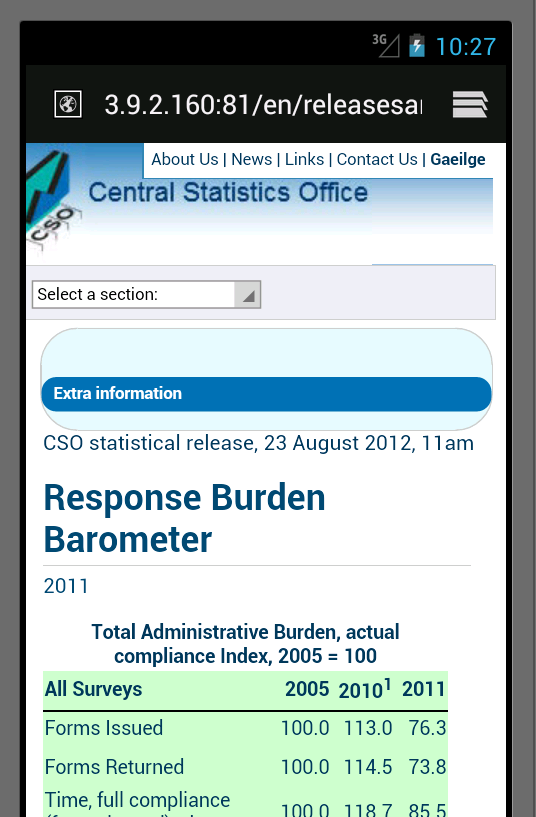 3G 10:27
3.9.2.160:81/en/releasesa
About Us | News | Links | Contact Us | Gaeilge
Central Statistics Office
CSO
Select a section:
Extra information
CSO statistical release, 23 August 2012, 11am
Response Burden
Barometer
2011
Total Administrative Burden, actual
compliance Index, 2005 = 100
All Surveys 2005 2010¹ 2011
Forms Issued 100.0 113.0 76.3
Forms Returned 100.0 114.5 73.8
Time, full compliance
100.0 118.7 85.5